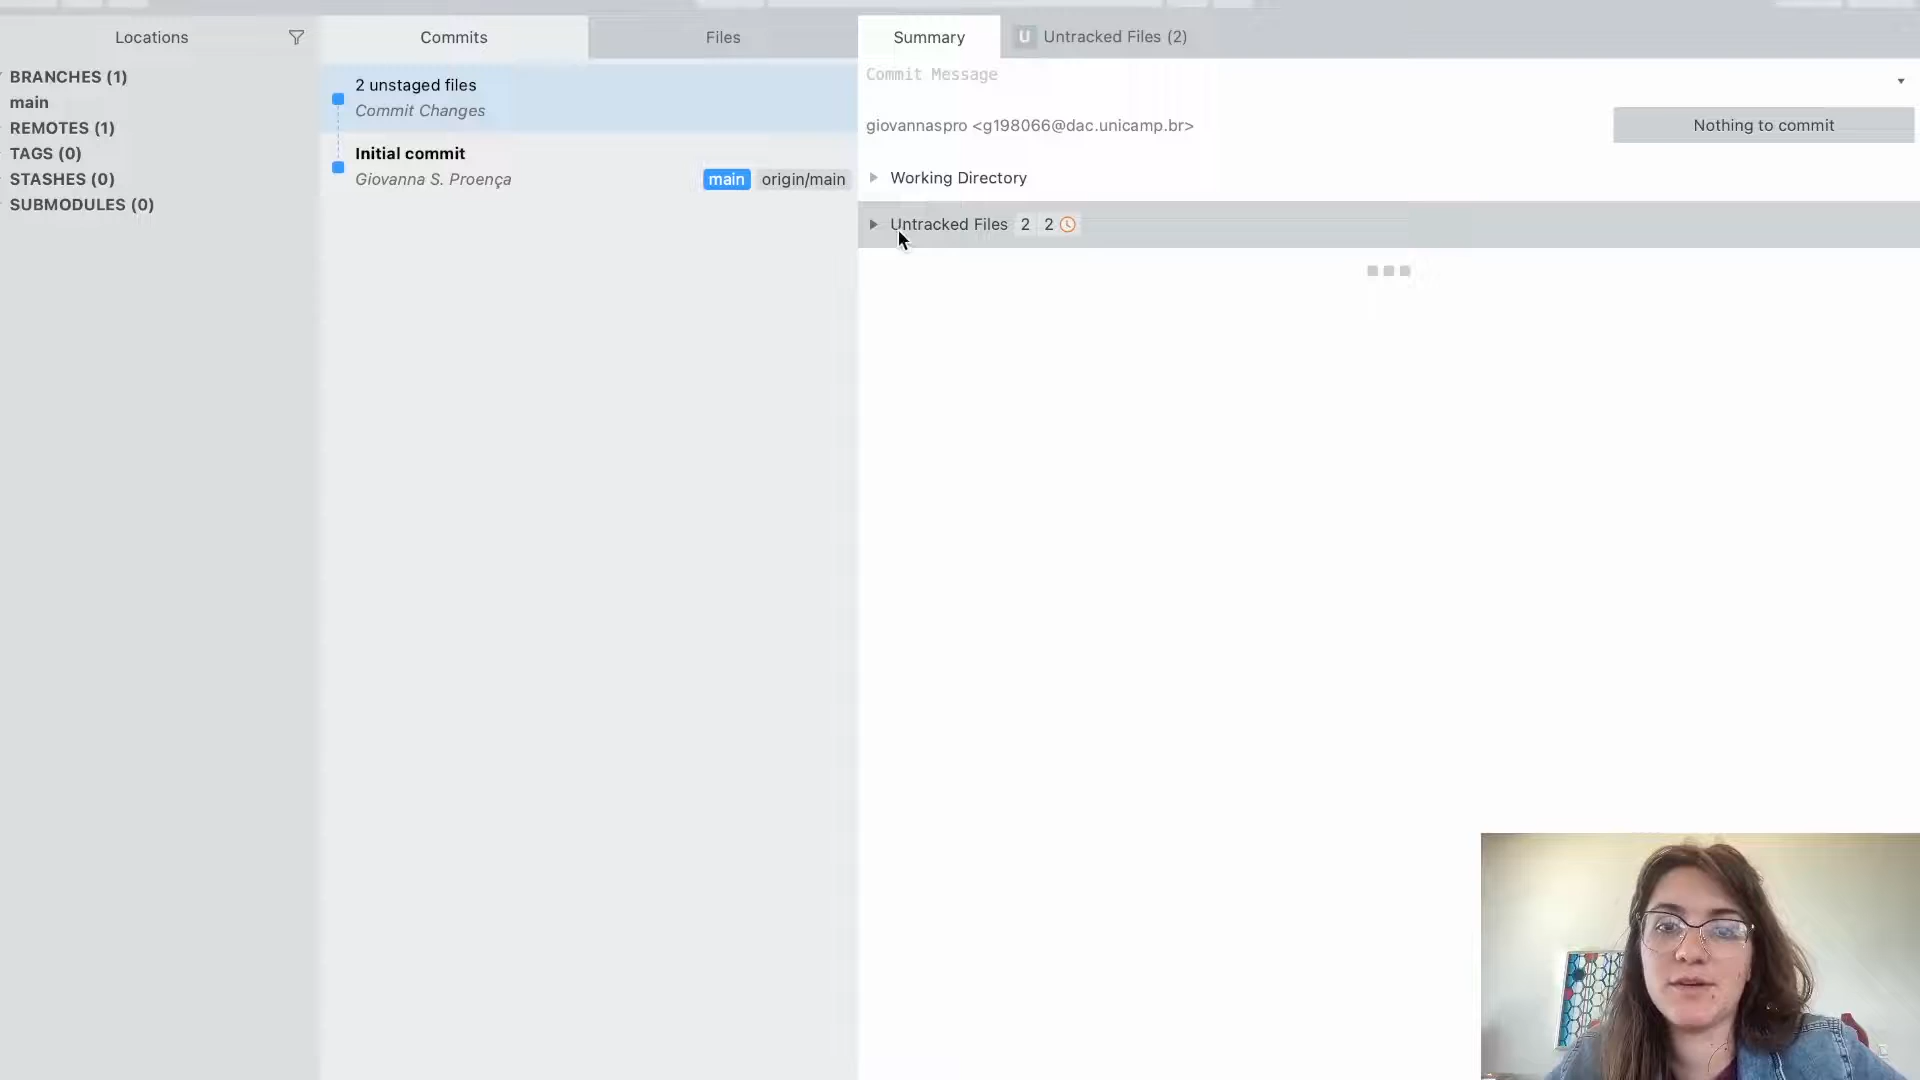 Locations
BRANCHES (1)
main
REMOTES (1)
TAGS (0)
STASHES (0)
SUBMODULES (0)
Commits
Files
2 unstaged files
Commit Changes
Initial commit
Giovanna S. Proença
main origin/main
Summary
U Untracked Files (2)
Commit Message
giovannaspro <g198066@dac.unicamp.br>
Nothing to commit
Working Directory
Untracked Files 2 2